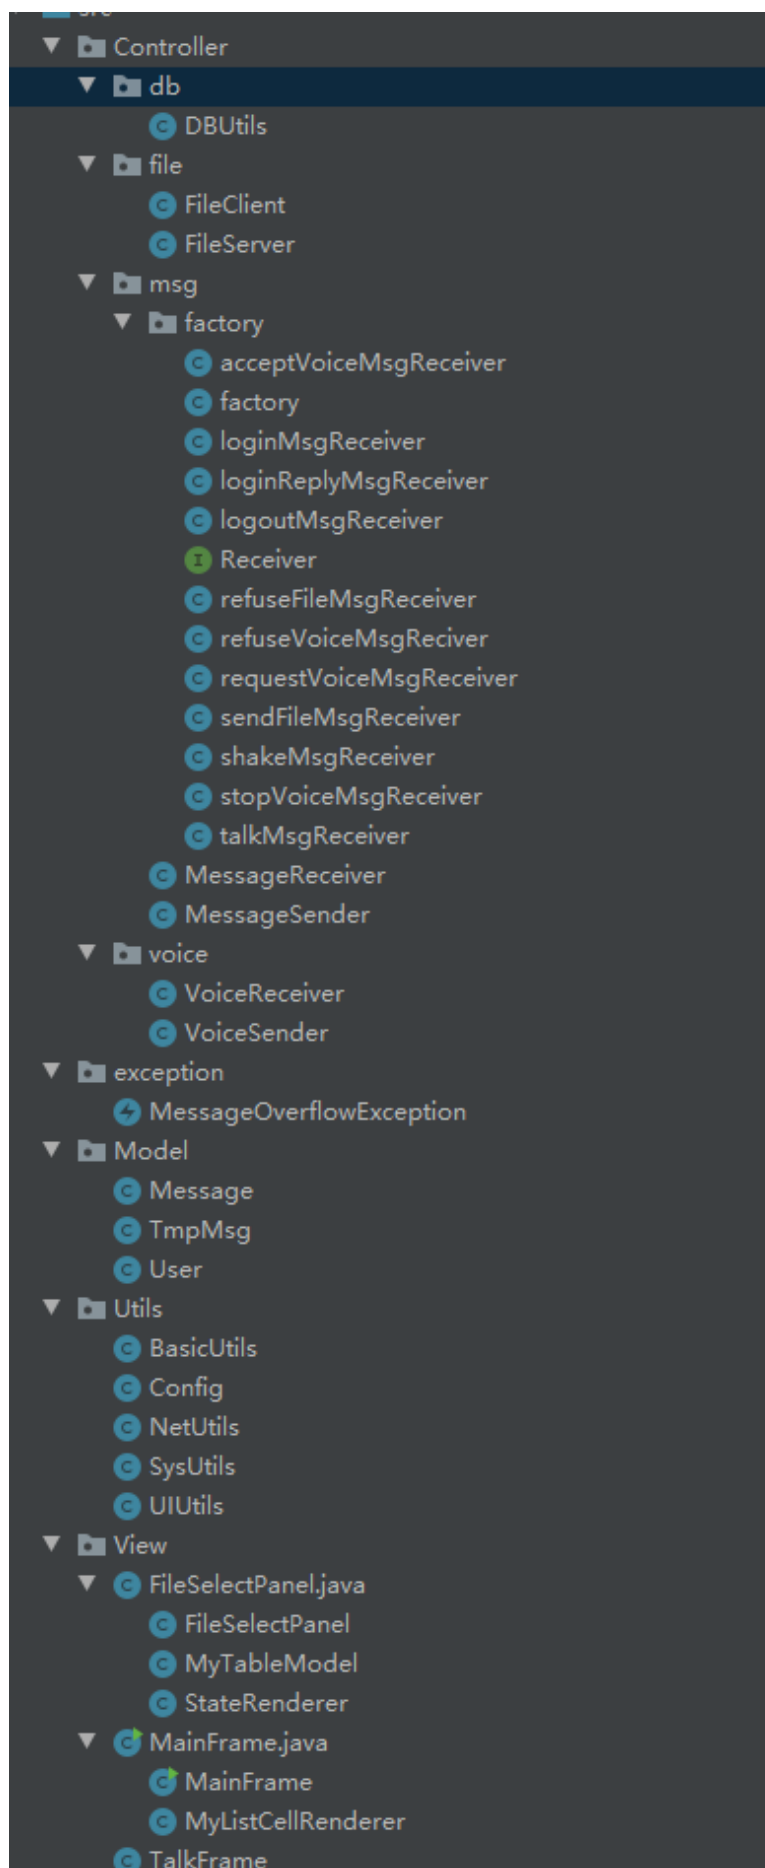 src
Controller
db
DBUtils
file
FileClient
FileServer
msg
factory
acceptVoiceMsgReceiver
factory
loginMsgReceiver
loginReplyMsgReceiver
logoutMsgReceiver
Receiver
refuseFileMsgReceiver
refuseVoiceMsgReciver
requestVoiceMsgReceiver
sendFileMsgReceiver
shakeMsgReceiver
stopVoiceMsgReceiver
talkMsgReceiver
MessageReceiver
MessageSender
voice
VoiceReceiver
VoiceSender
exception
MessageOverflowException
Model
Message
TmpMsg
User
Utils
BasicUtils
Config
NetUtils
SysUtils
UIUtils
View
FileSelectPanel.java
FileSelectPanel
MyTableModel
StateRenderer
MainFrame.java
MainFrame
MyListCellRenderer
TalkFrame